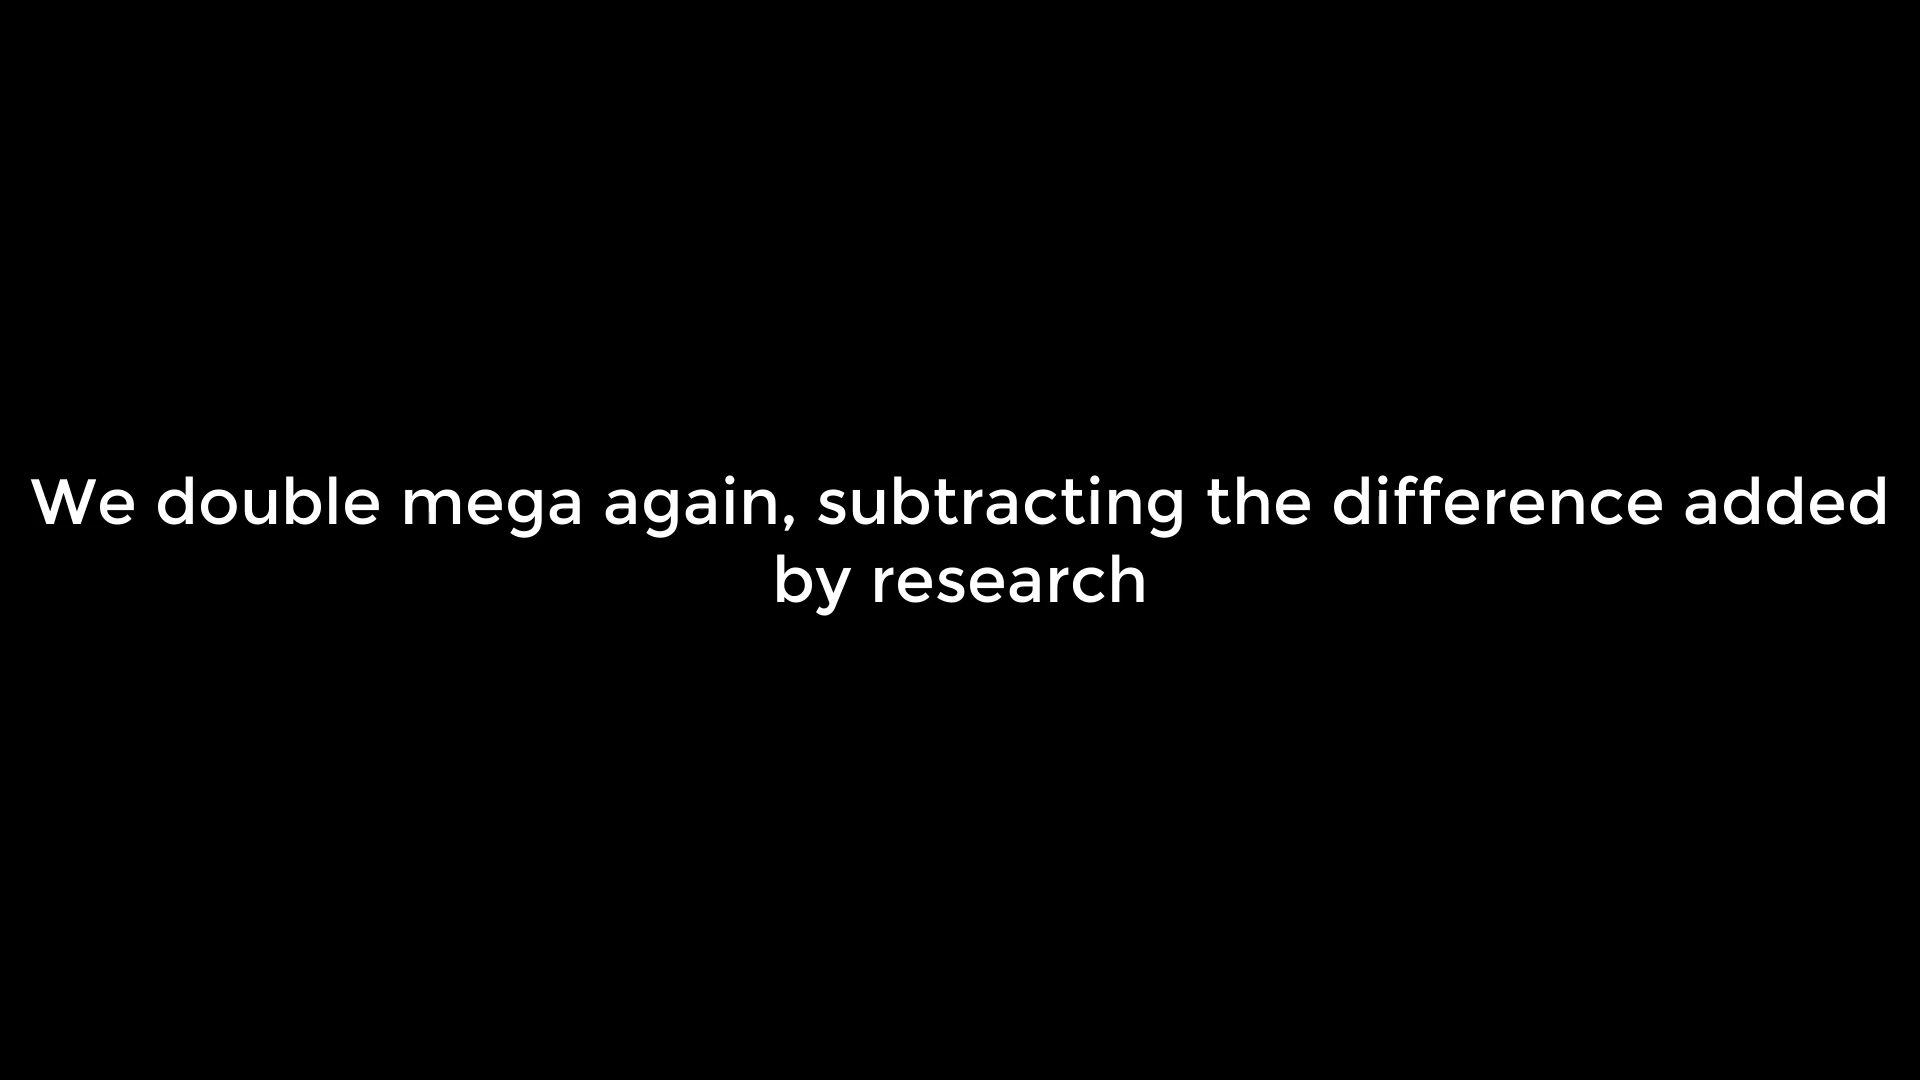 We double mega again, subtracting the difference added
by research